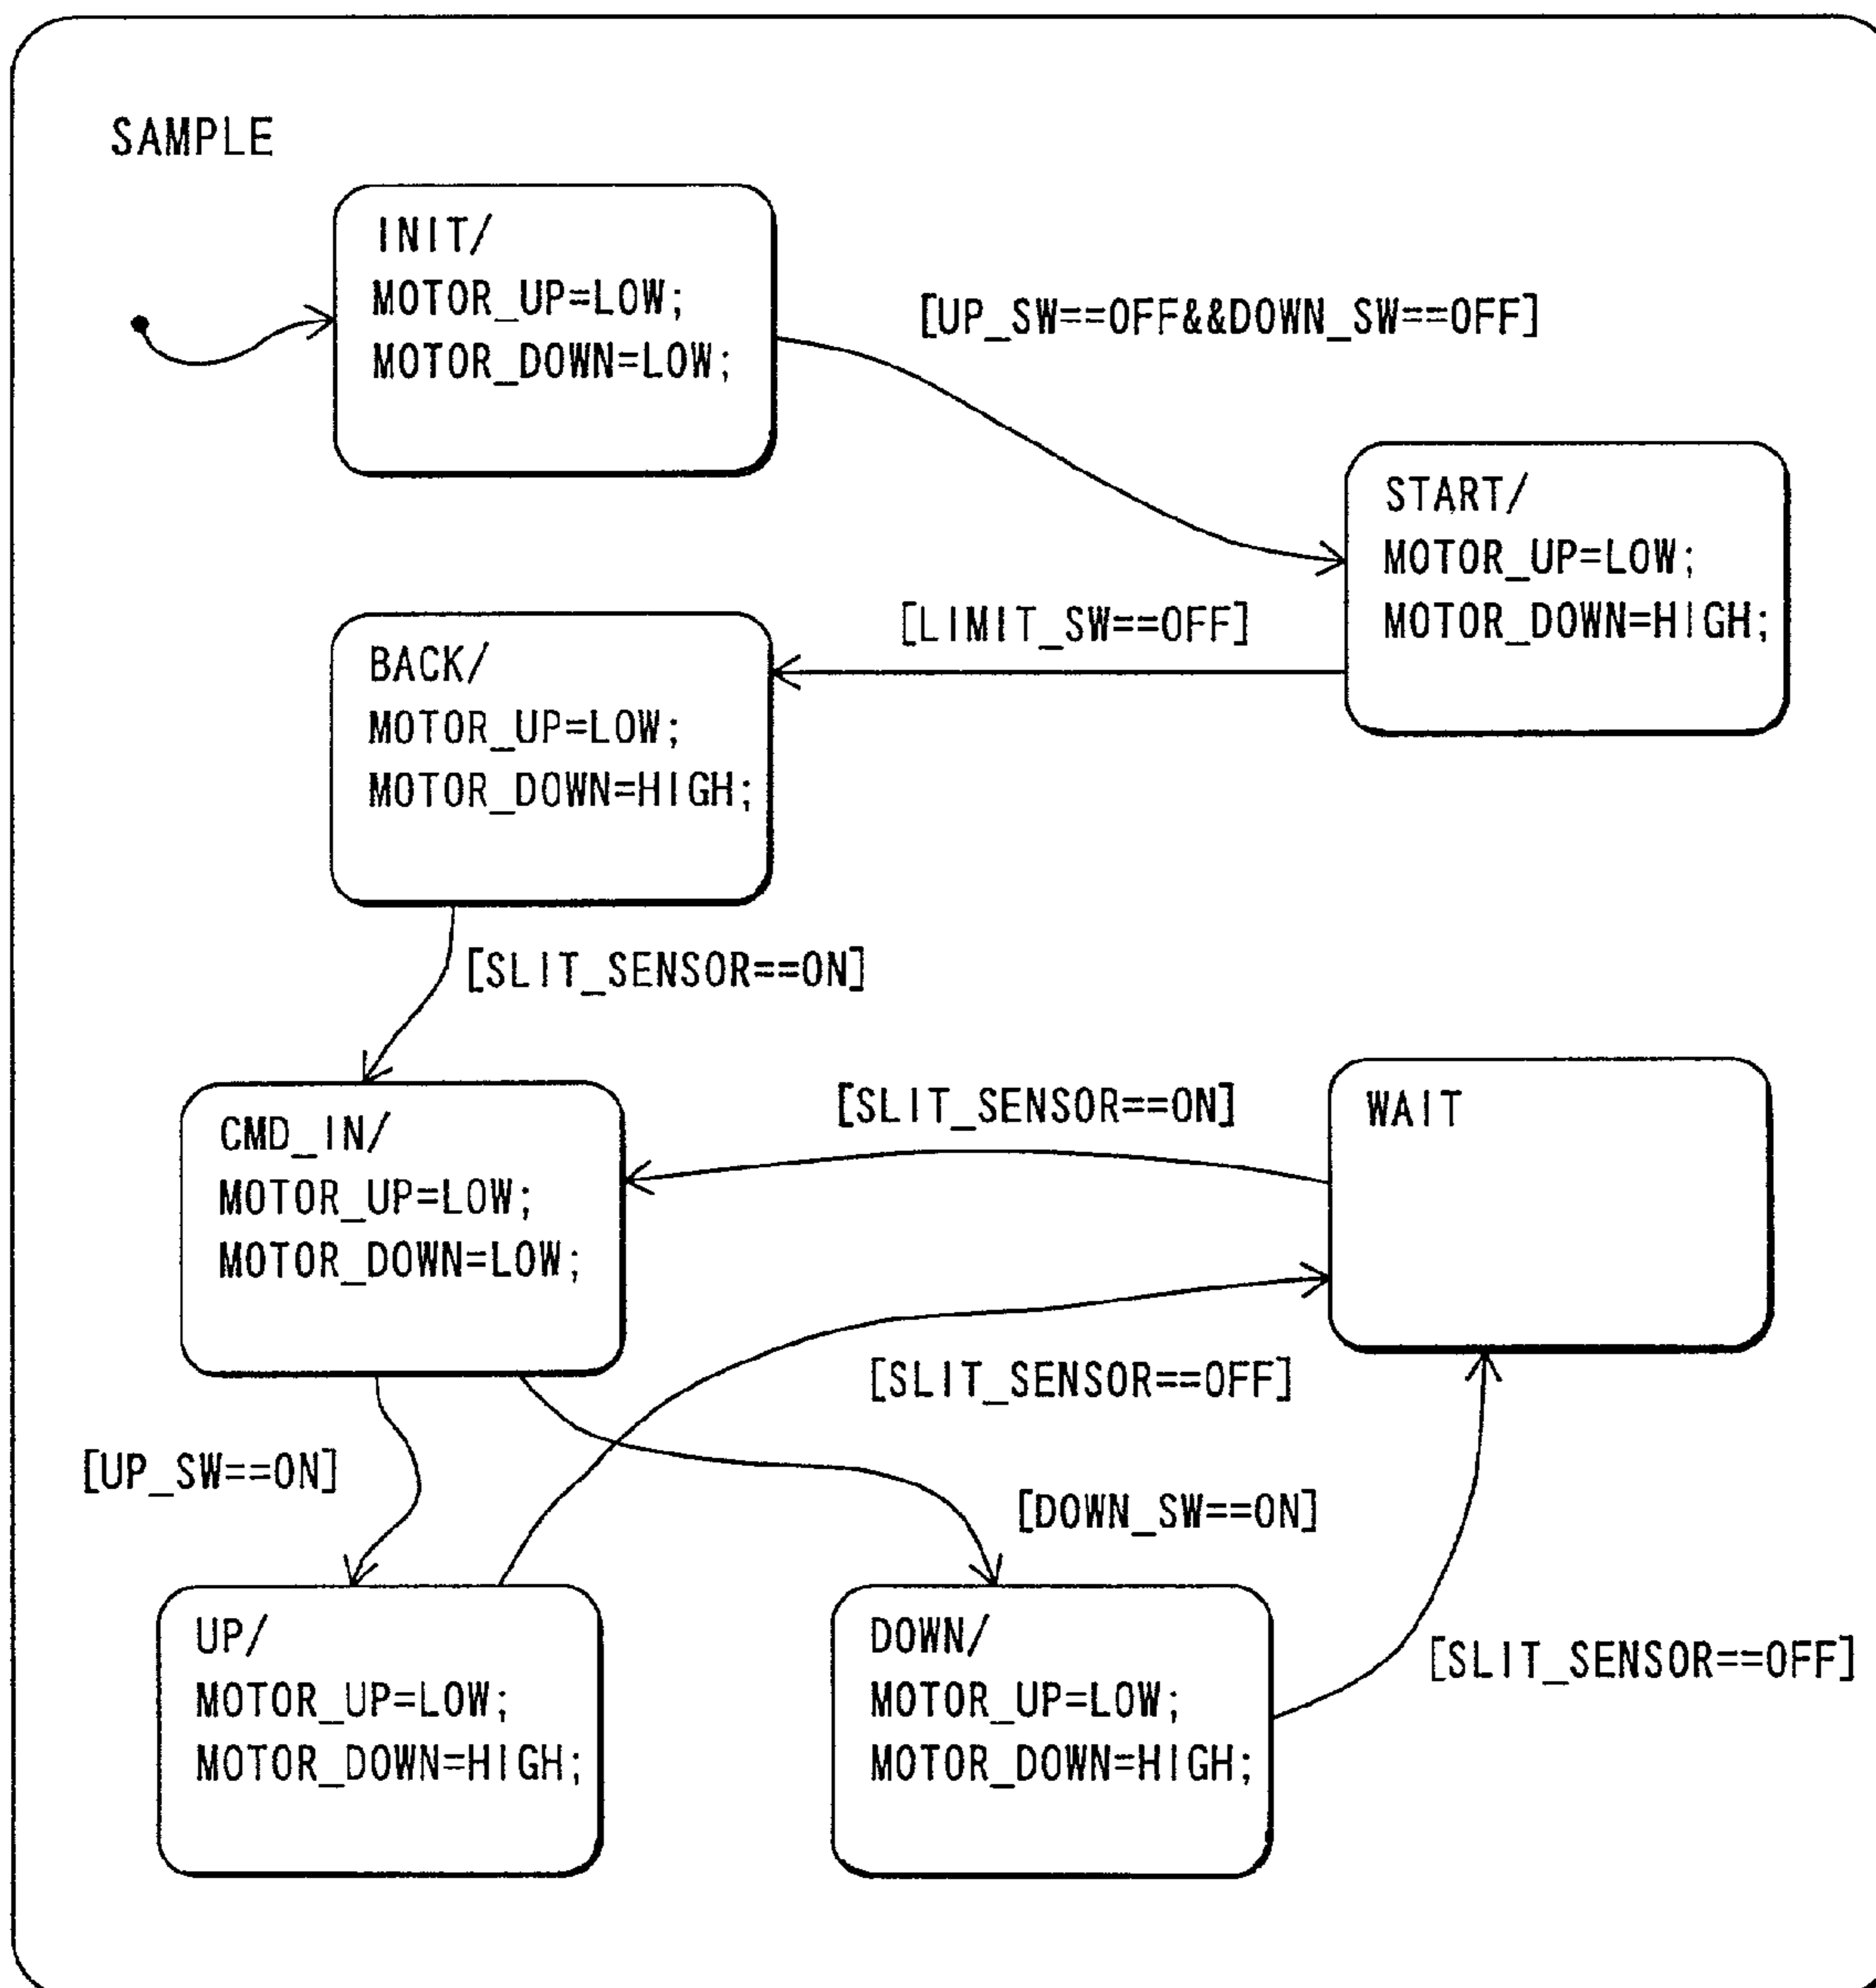 SAMPLE
INIT/
MOTOR_UP=LOW;
MOTOR_DOWN=LOW;
[UP_SW==OFF&&DOWN_SW==OFF]
START/
MOTOR_UP=LOW;
MOTOR_DOWN=HIGH;
[LIMIT_SW==OFF]
BACK/
MOTOR_UP=LOW;
MOTOR_DOWN=HIGH;
[SLIT_SENSOR==ON]
CMD_IN/
MOTOR_UP=LOW;
MOTOR_DOWN=LOW;
[SLIT_SENSOR==ON]
WAIT
[SLIT_SENSOR==OFF]
[UP_SW==ON]
[DOWN_SW==ON]
UP/
MOTOR_UP=LOW;
MOTOR_DOWN=HIGH;
DOWN/
MOTOR_UP=LOW;
MOTOR_DOWN=HIGH;
[SLIT_SENSOR==OFF]